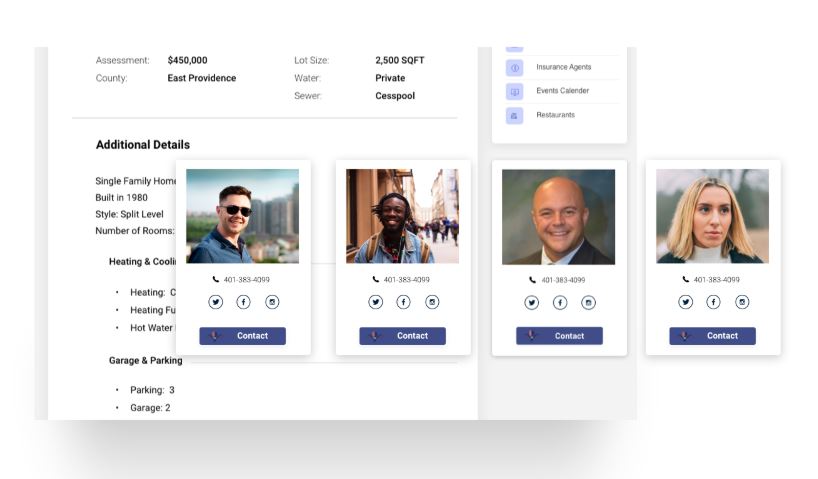 Assessment: $450,000 Lot Size: 2,500 SQFT
County: East Providence Water: Private
Sewer: Cesspool
Additional Details
Single Family Home
Built in 1980
Style: Split Level
Number of Rooms:
Heating & Cooli
Heating: C
Heating Fu
Hot Water
Garage & Parking
Parking: 3
Garage: 2
Insurance Agents
Events Calender
Restaurants
401-383-4099
Contact
401-383-4099
Contact
401-383-4099
Contact
401-383-4099
Contact